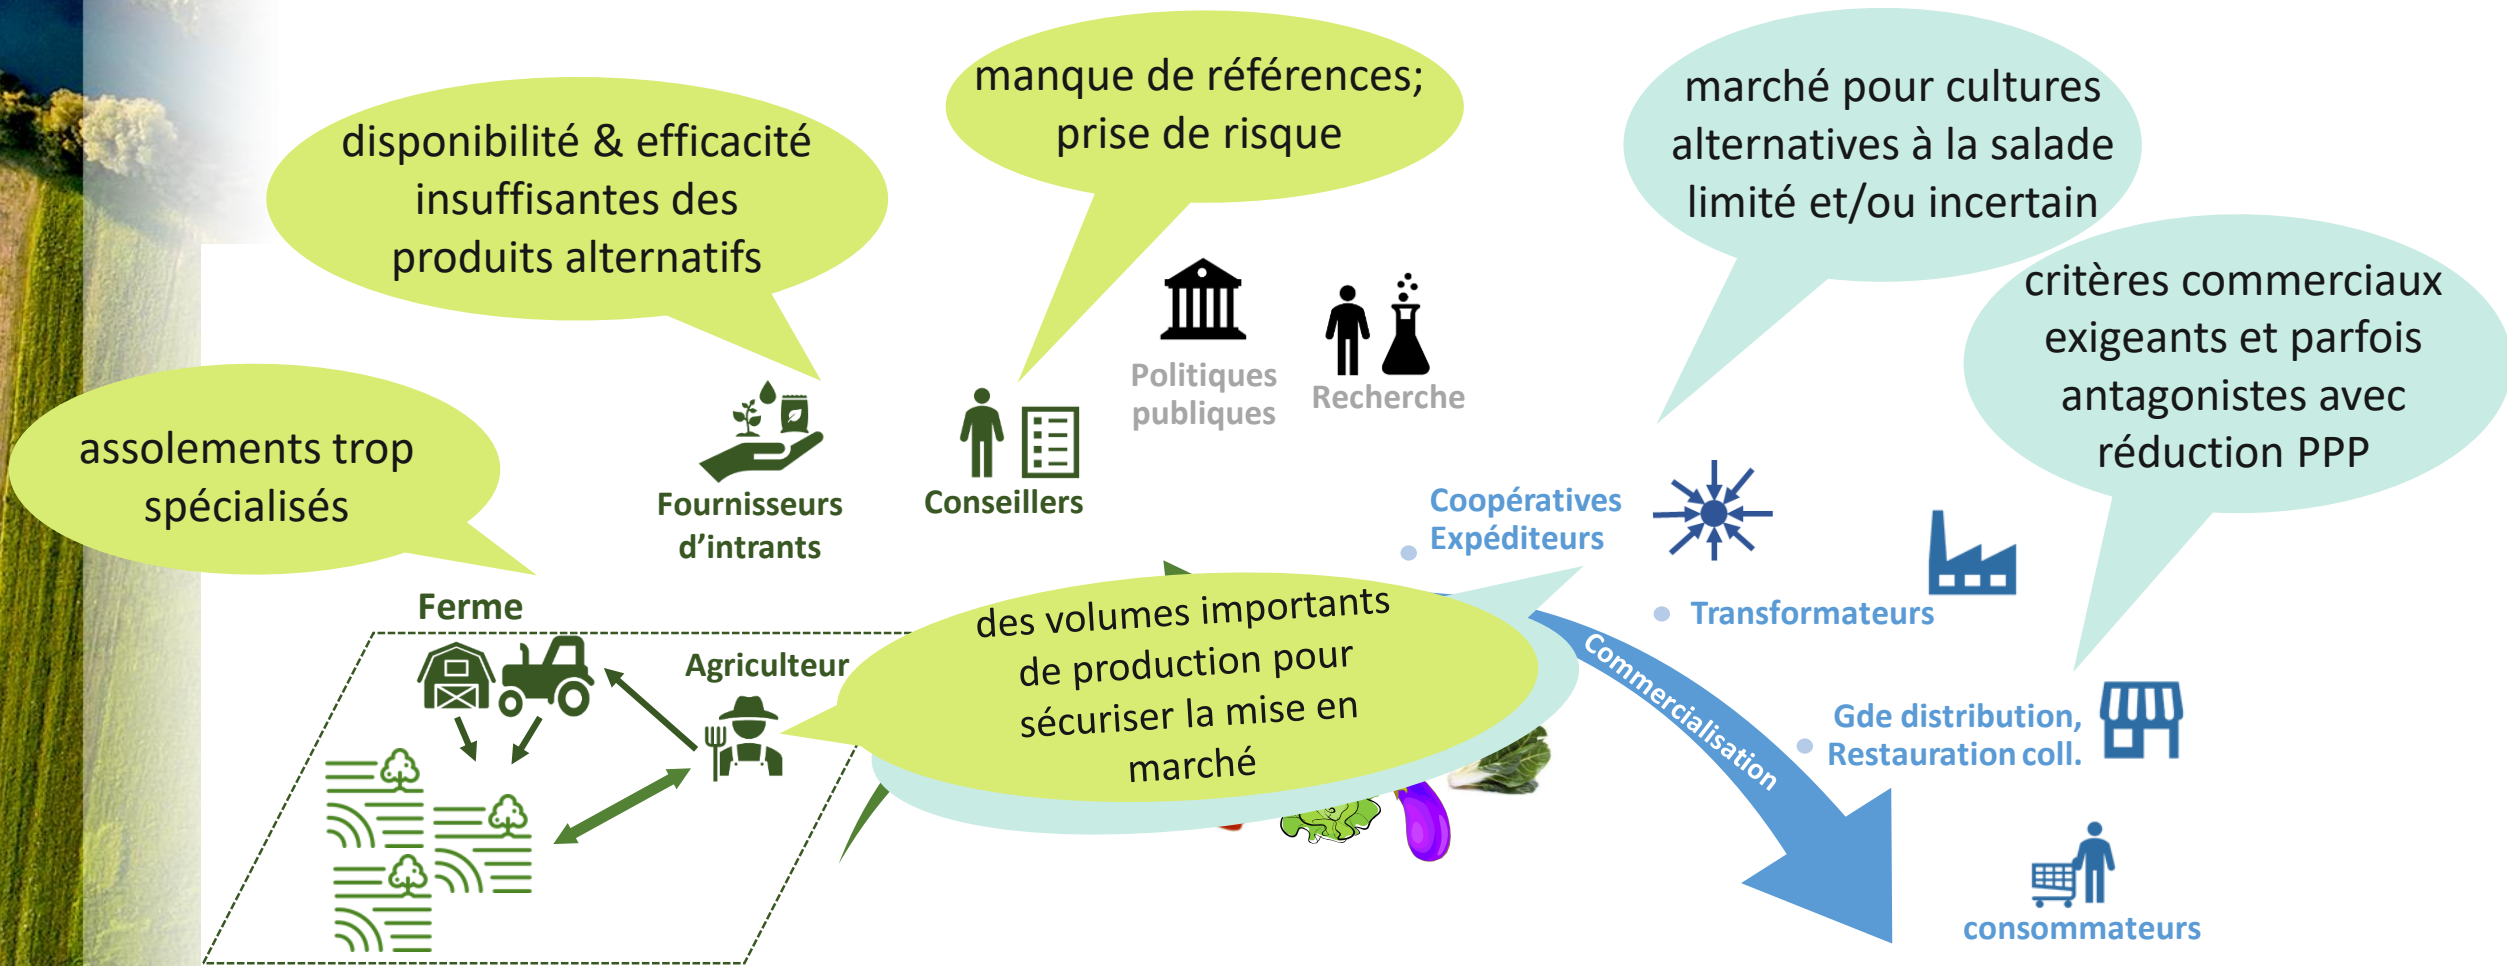 manque de références;
prise de risque
marché pour cultures
alternatives à la salade
limité et/ou incertain
disponibilité & efficacité
insuffisantes des
produits alternatifs
critères commerciaux
exigeants et parfois
antagonistes avec
réduction PPP
assolements trop
spécialisés
Politiques
publiques
Recherche
Fournisseurs
d'intrants
Conseillers
Coopératives
Expéditeurs
Transformateurs
Ferme
Agriculteur
des volumes importants
de production pour
sécuriser la mise en
marché
Commercialisation
Gde distribution,
Restauration coll.
consommateurs